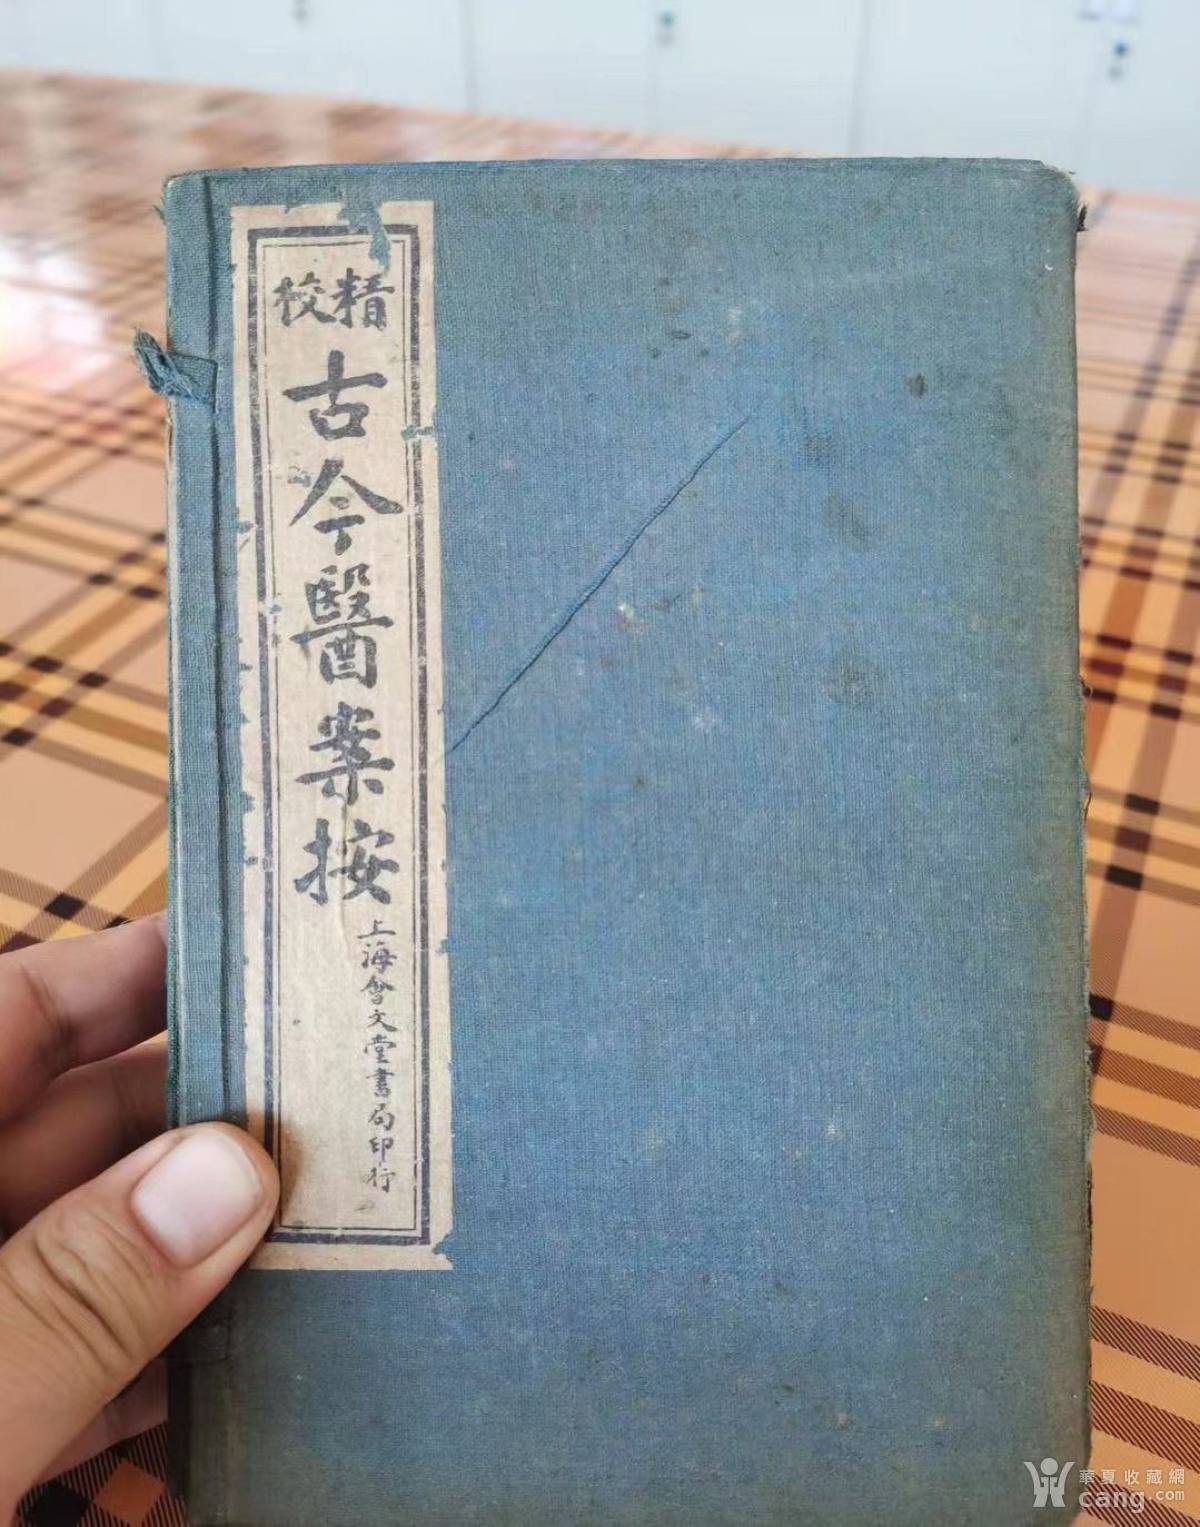 精校
古今醫案按
上海會文堂書局印行
華夏收藏網
cang.com